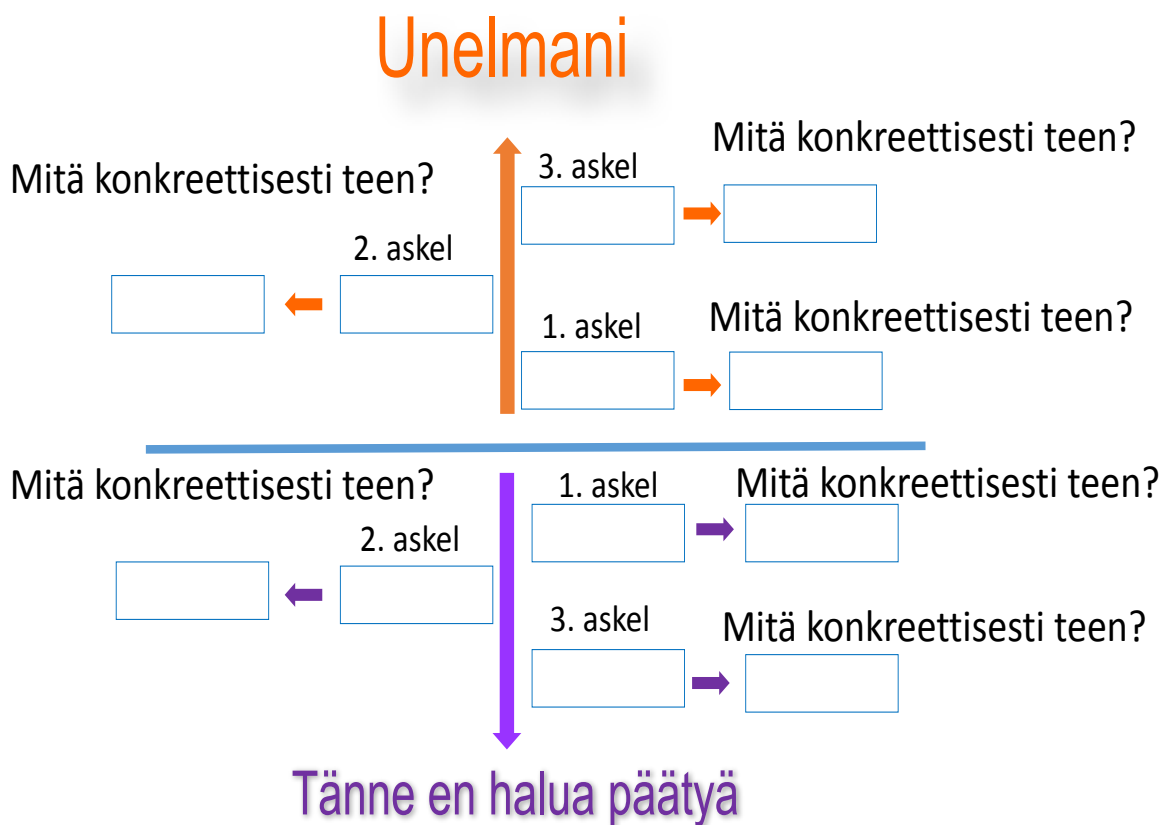 Unelmani
Mitä konkreettisesti teen?
3. askel
Mitä konkreettisesti teen?
2. askel
Mitä konkreettisesti teen?
1. askel
Mitä konkreettisesti teen?
1. askel
Mitä konkreettisesti teen?
2. askel
3. askel
Mitä konkreettisesti teen?
Tänne en halua päätyä